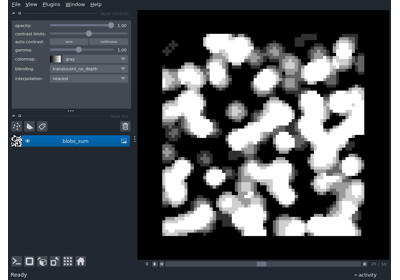 File View Plugins Window Help
opacity: 1.00
contrast limits:
auto-contrast: once continuous
gamma: 1.00
colormap: gray
blending: translucent_no_depth
interpolation: nearest
blobs_sum
Ready
activity